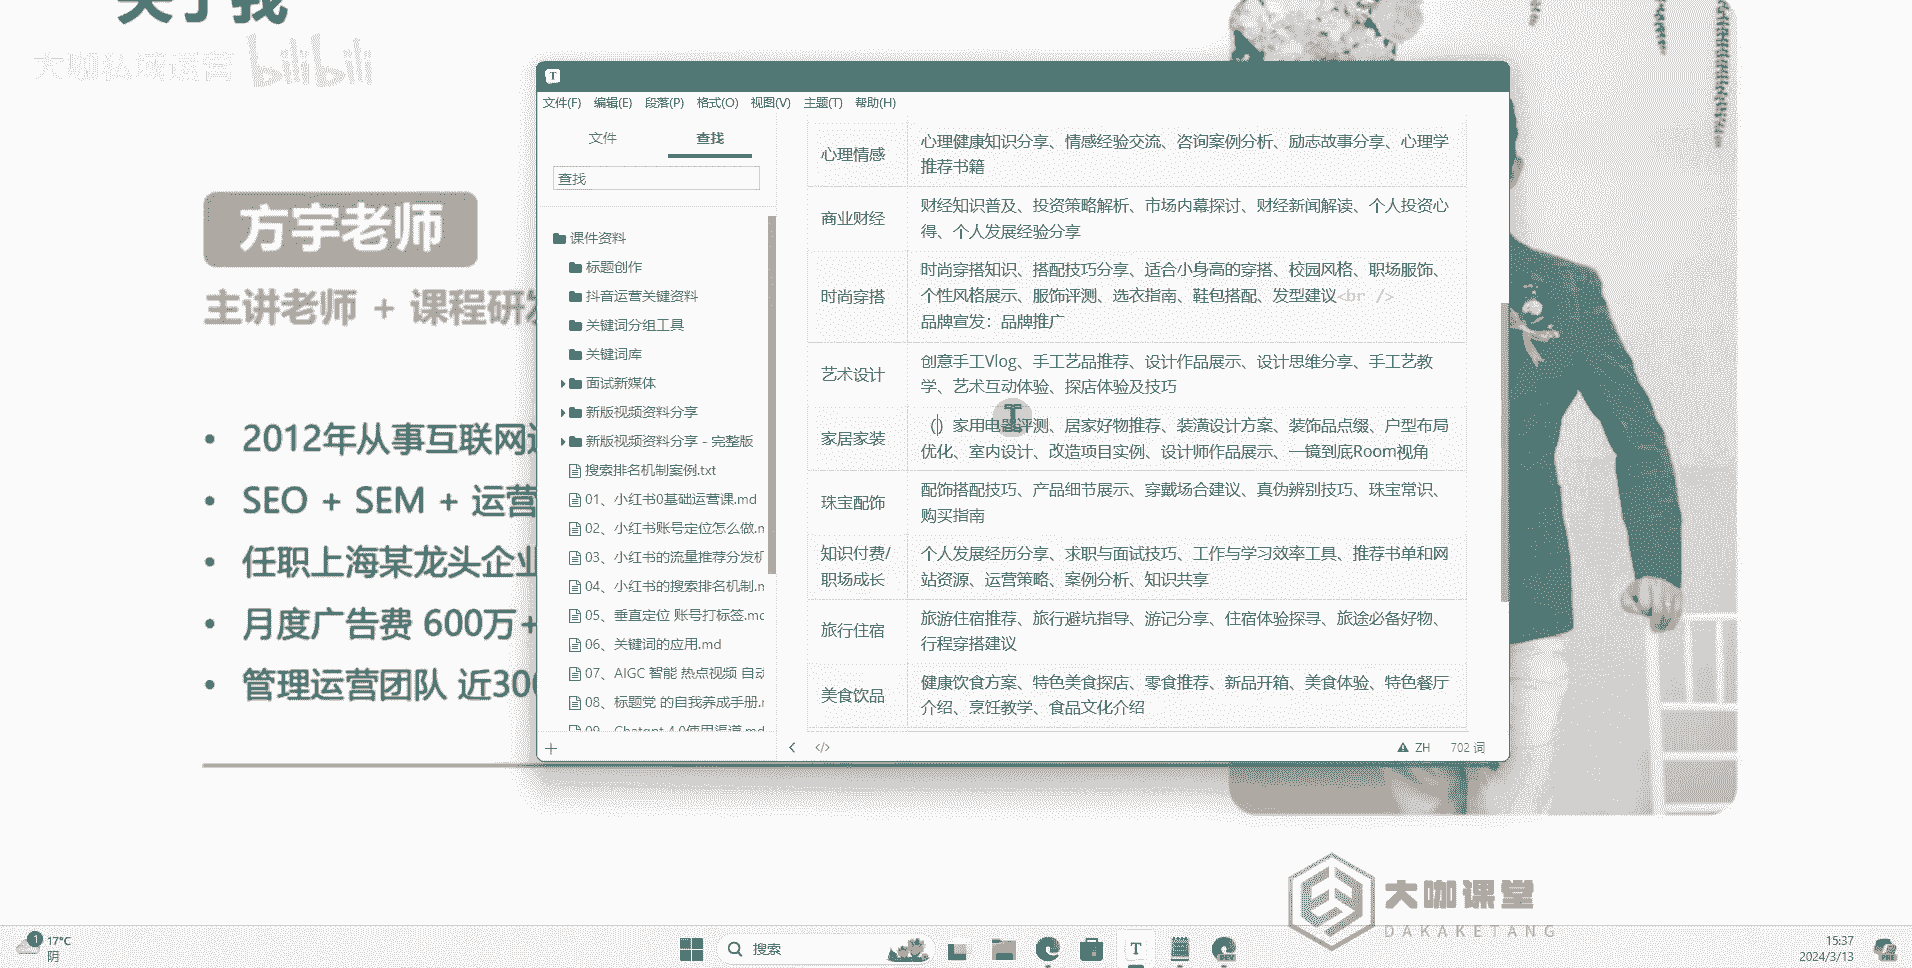 关于我
大咖私域运营 bilibili
方宇老师
主讲老师 + 课程研发
• 2012年从事互联网
• SEO + SEM + 运营
• 任职上海某龙头企业
• 月度广告费 600万+
• 管理运营团队 近30
T
文件(F) 编辑(E) 段落(P) 格式(O) 视图(V) 主题(T) 帮助(H)
文件 查找
查找
课件资料
标题创作
抖音运营关键资料
关键词分组工具
关键词库
面试新媒体
新版视频资料分享
新版视频资料分享 - 完整版
搜索排名机制案例.txt
01、小红书0基础运营课.md
02、小红书账号定位怎么做.m
03、小红书的流量推荐分发机
04、小红书的搜索排名机制.m
05、垂直定位 账号打标签.md
06、关键词的应用.md
07、AIGC 智能 热点视频 自动
08、标题党 的自我养成手册.m
09、Chatgpt 4.0使用渠道.md
心理情感
心理健康知识分享、情感经验交流、咨询案例分析、励志故事分享、心理学
推荐书籍
商业财经
财经知识普及、投资策略解析、市场内幕探讨、财经新闻解读、个人投资心
得、个人发展经验分享
时尚穿搭
时尚穿搭知识、搭配技巧分享、适合小身高的穿搭、校园风格、职场服饰、
个性风格展示、服饰评测、选衣指南、鞋包搭配、发型建议<br />
品牌宣发：品牌推广
艺术设计
创意手工Vlog、手工艺品推荐、设计作品展示、设计思维分享、手工艺教
学、艺术互动体验、探店体验及技巧
家居家装
（）家用电器评测、居家好物推荐、装潢设计方案、装饰品点缀、户型布局
优化、室内设计、改造项目实例、设计师作品展示、一镜到底Room视角
珠宝配饰
配饰搭配技巧、产品细节展示、穿戴场合建议、真伪辨别技巧、珠宝常识、
购买指南
知识付费/
职场成长
个人发展经历分享、求职与面试技巧、工作与学习效率工具、推荐书单和网
站资源、运营策略、案例分析、知识共享
旅行住宿
旅游住宿推荐、旅行避坑指导、游记分享、住宿体验探寻、旅途必备好物、
行程穿搭建议
美食饮品
健康饮食方案、特色美食探店、零食推荐、新品开箱、美食体验、特色餐厅
介绍、烹饪教学、食品文化介绍
</> ZH 702 词
大咖课堂
DAKAKETANG
1
17°C
阴
搜索
T
DEV
15:37
2024/3/13
PRE